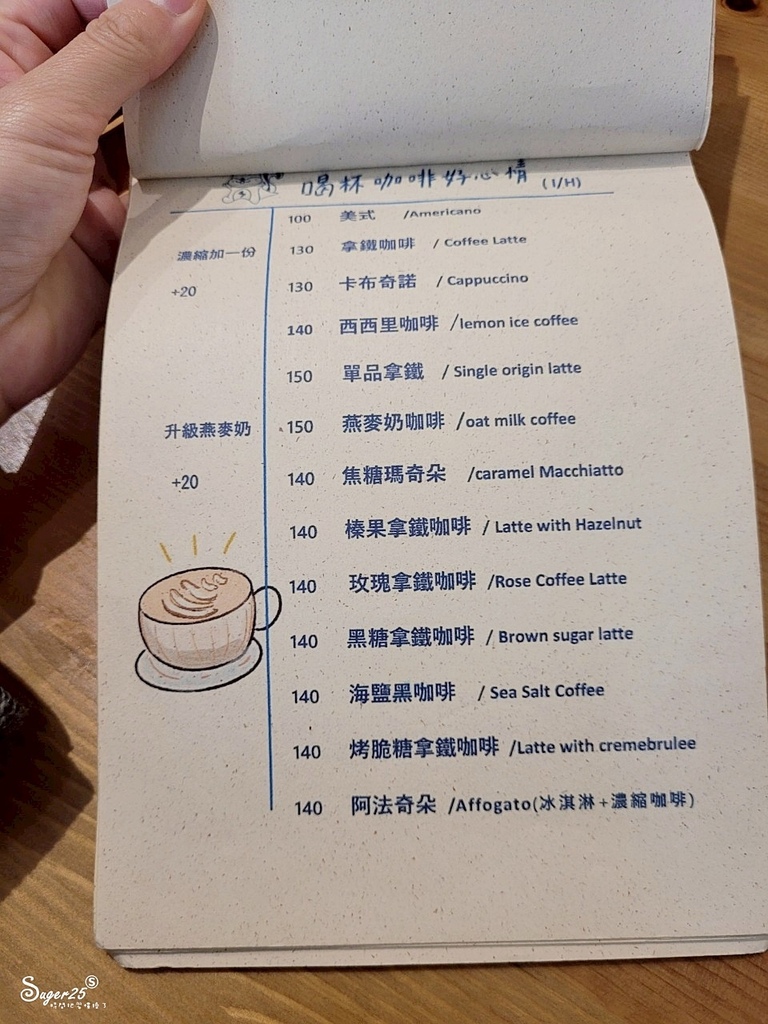 喝杯咖啡好心情 (I/H)
100 美式 /Americano
濃縮加一份
+20
130 拿鐵咖啡 / Coffee Latte
130 卡布奇諾 / Cappuccino
140 西西里咖啡 /lemon ice coffee
150 單品拿鐵 / Single origin latte
升級燕麥奶
+20
150 燕麥奶咖啡 /oat milk coffee
140 焦糖瑪奇朵 /caramel Macchiatto
140 榛果拿鐵咖啡 / Latte with Hazelnut
140 玫瑰拿鐵咖啡 /Rose Coffee Latte
140 黑糖拿鐵咖啡 / Brown sugar latte
140 海鹽黑咖啡 / Sea Salt Coffee
140 烤脆糖拿鐵咖啡 /Latte with cremebrulee
140 阿法奇朵 /Affogato(冰淇淋+濃縮咖啡)
Suger25